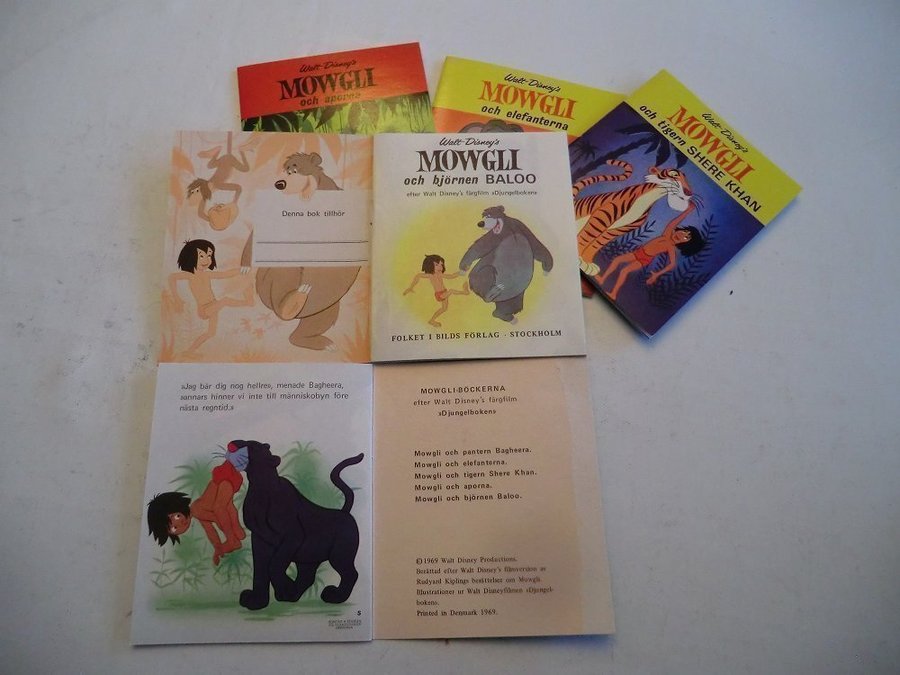 Walt Disney's
MOWGLI
och aporna
Walt Disney's
MOWGLI
och elefanterna
Walt Disney's
MOWGLI
och tigern SHERE KHAN
Denna bok tillhör
Walt Disney's
MOWGLI
och björnen BALOO
efter Walt Disney's färgfilm »Djungelboken»
FOLKET I BILDS FÖRLAG - STOCKHOLM
»Jag bär dig nog hellre», menade Bagheera,
»annars hinner vi inte till människobyn före
nästa regntid.»
5
MOWGLI-BÖCKERNA
efter Walt Disney's färgfilm
»Djungelboken»
Mowgli och pantern Bagheera.
Mowgli och elefanterna.
Mowgli och tigern Shere Khan.
Mowgli och aporna.
Mowgli och björnen Baloo.
©1969 Walt Disney Productions.
Berättad efter Walt Disney's filmversion av
Rudyard Kiplings berättelser om Mowgli.
Illustrationer ur Walt Disneyfilmen »Djungel-
boken».
Printed in Denmark 1969.